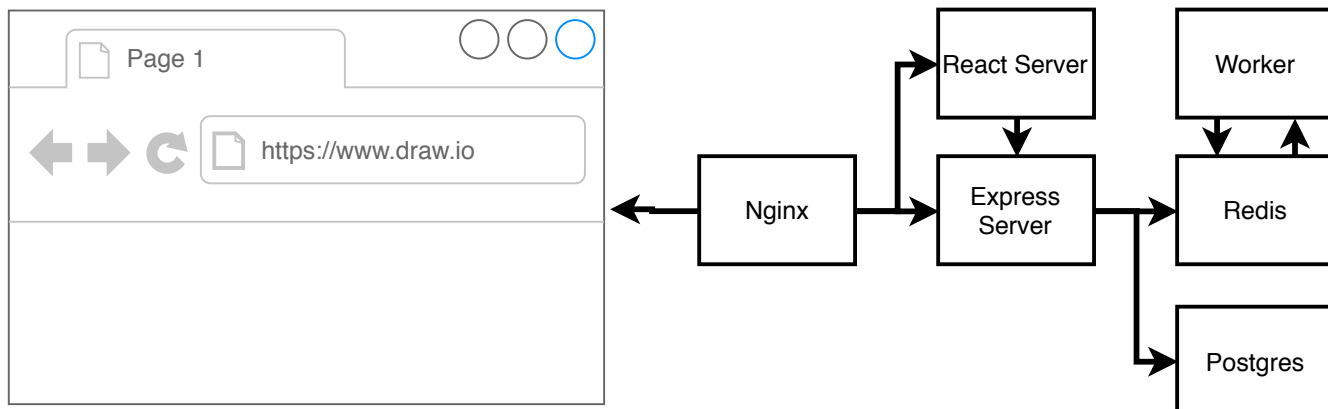 Page 1
https://www.draw.io
Nginx
React Server
Express
Server
Worker
Redis
Postgres